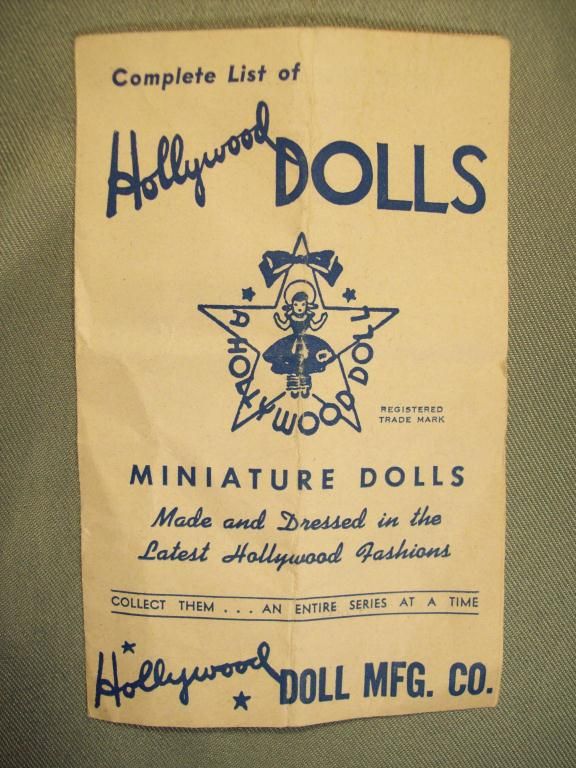 Complete List of
Hollywood DOLLS
A HOLLYWOOD DOLL
REGISTERED
TRADE MARK
MINIATURE DOLLS
Made and Dressed in the
Latest Hollywood Fashions
COLLECT THEM . . . AN ENTIRE SERIES AT A TIME
Hollywood DOLL MFG. CO.